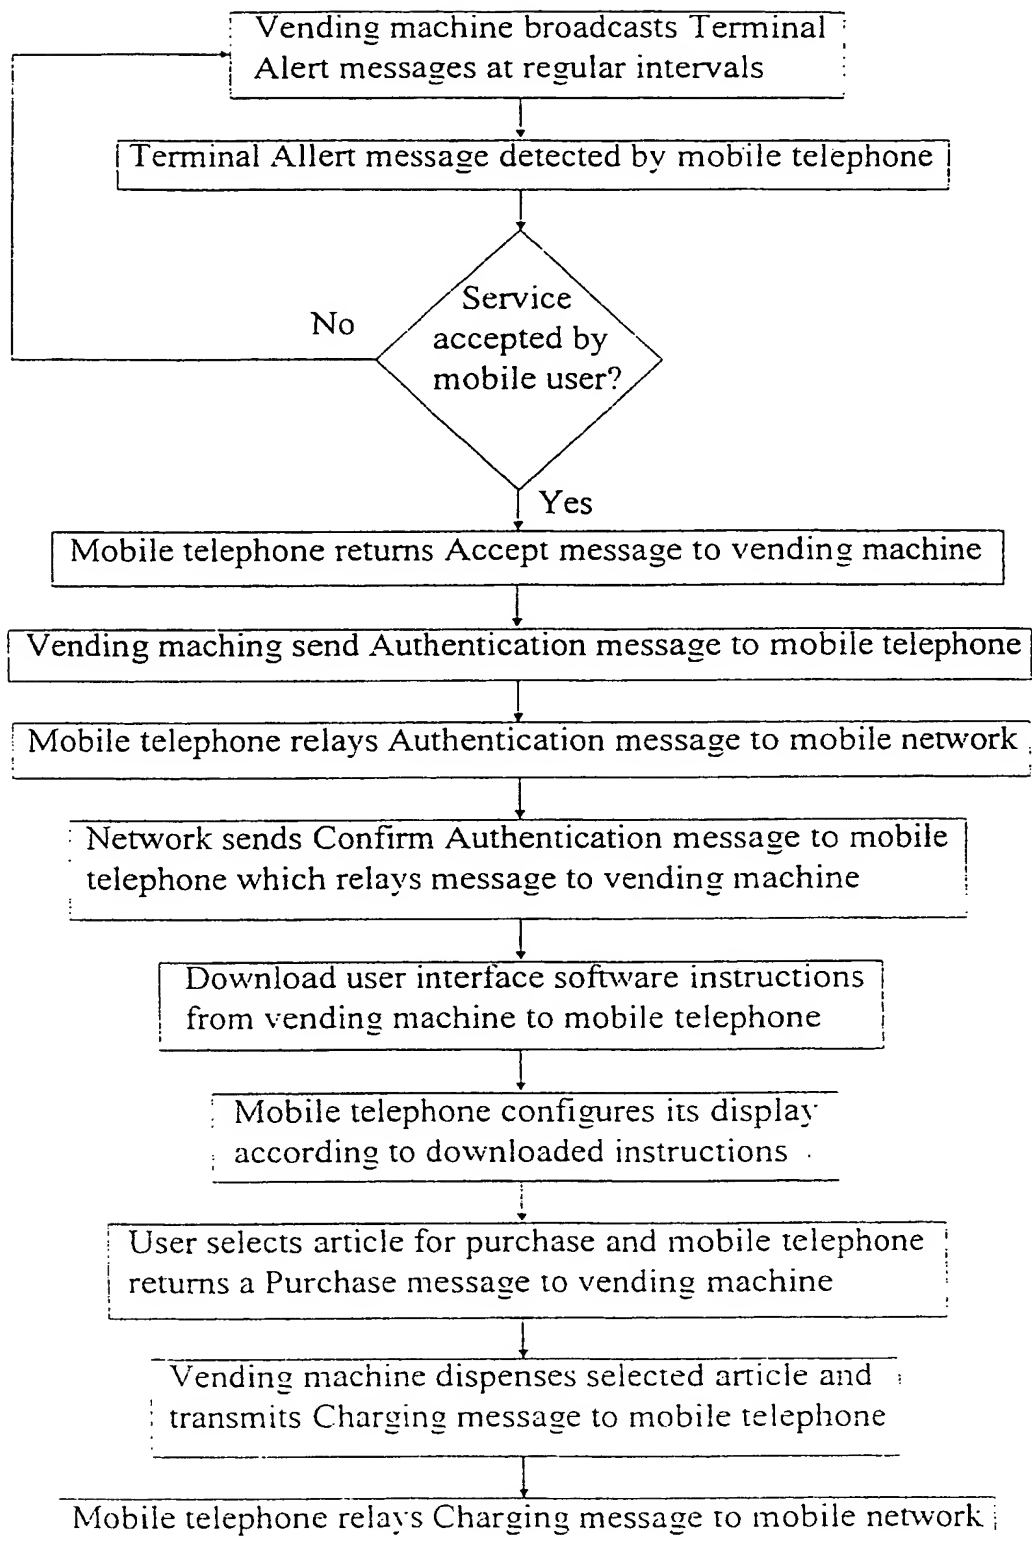 Vending machine broadcasts Terminal
Alert messages at regular intervals
Terminal Allert message detected by mobile telephone
Service
accepted by
mobile user?
No
Yes
Mobile telephone returns Accept message to vending machine
Vending maching send Authentication message to mobile telephone
Mobile telephone relays Authentication message to mobile network
Network sends Confirm Authentication message to mobile
telephone which relays message to vending machine
Download user interface software instructions
from vending machine to mobile telephone
Mobile telephone configures its display
according to downloaded instructions
User selects article for purchase and mobile telephone
returns a Purchase message to vending machine
Vending machine dispenses selected article and
transmits Charging message to mobile telephone
Mobile telephone relays Charging message to mobile network